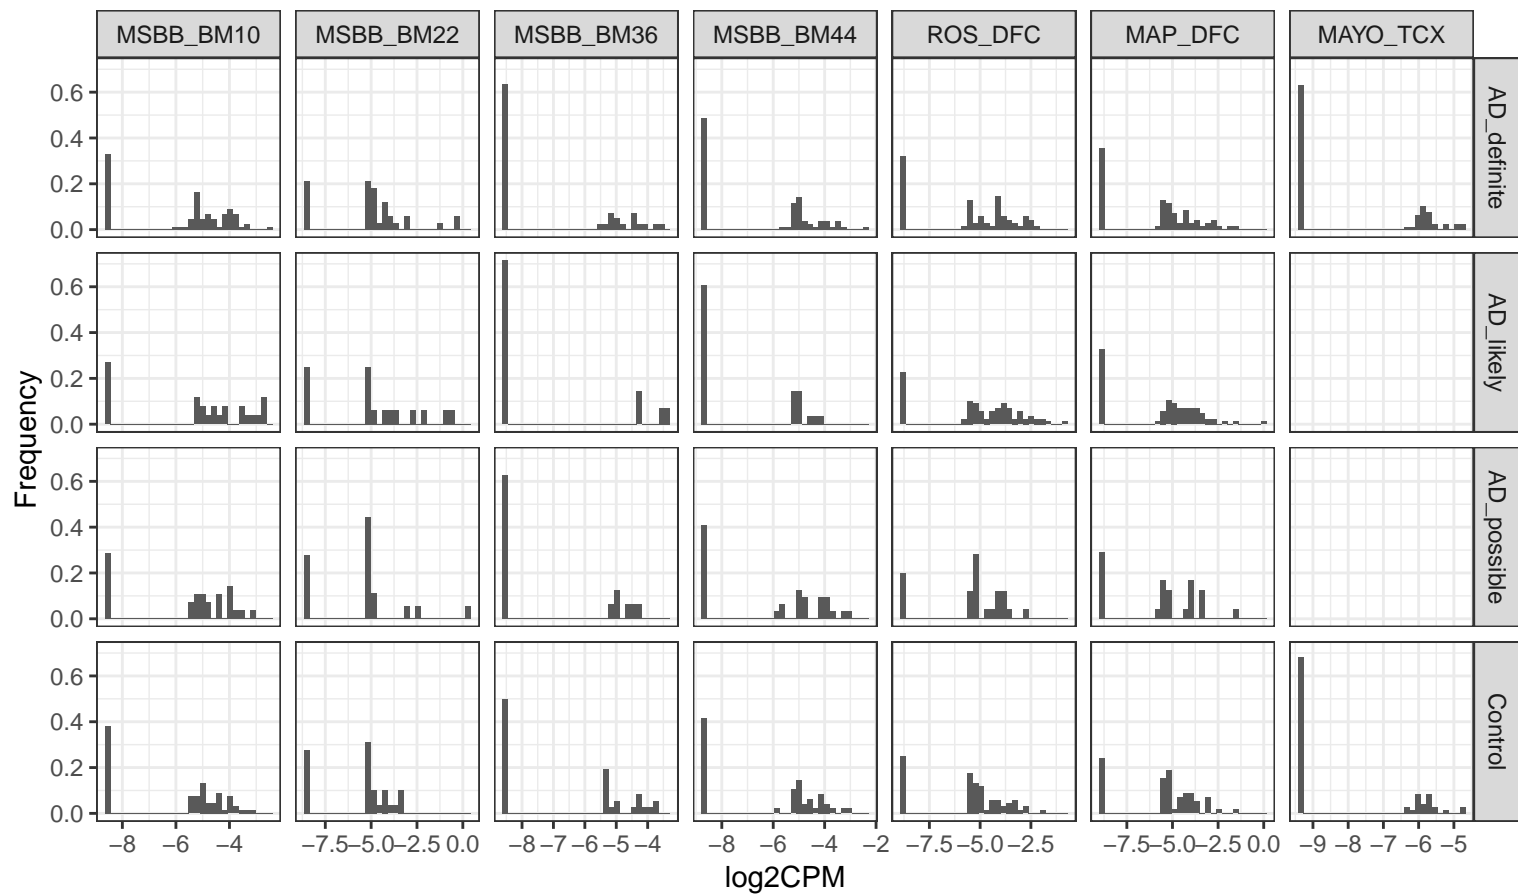 MSBB_BM10 MSBB_BM22 MSBB_BM36 MSBB_BM44 ROS_DFC MAP_DFC MAYO_TCX
0.6
0.4
0.2
0.0
AD_definite
0.6
0.4
0.2
0.0
AD_likely
0.6
0.4
0.2
0.0
AD_possible
0.6
0.4
0.2
0.0
Control
Frequency
−8 −6 −4 −7.5 −5.0 −2.5 0.0 −8 −7 −6 −5 −4 −8 −6 −4 −2 −7.5 −5.0 −2.5 −7.5 −5.0 −2.5 0.0 −9 −8 −7 −6 −5
log2CPM